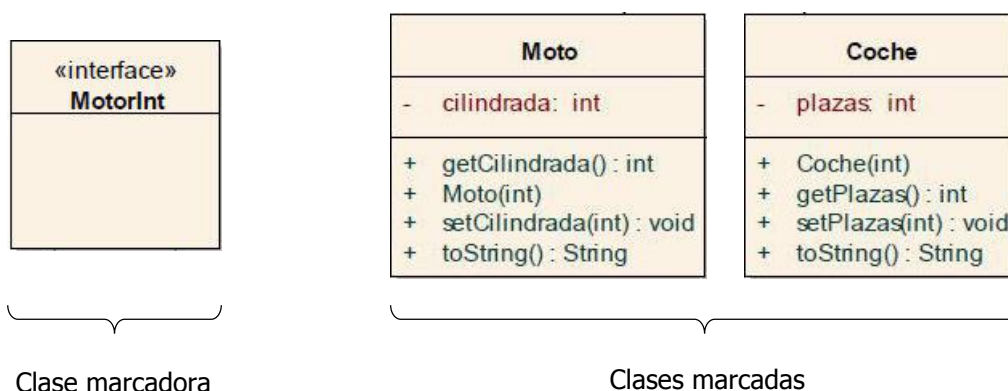 «interface»
MotorInt
Moto
- cilindrada: int
+ getCilindrada() : int
+ Moto(int)
+ setCilindrada(int) : void
+ toString() : String
Coche
- plazas: int
+ Coche(int)
+ getPlazas() : int
+ setPlazas(int) : void
+ toString() : String
Clase marcadora
Clases marcadas